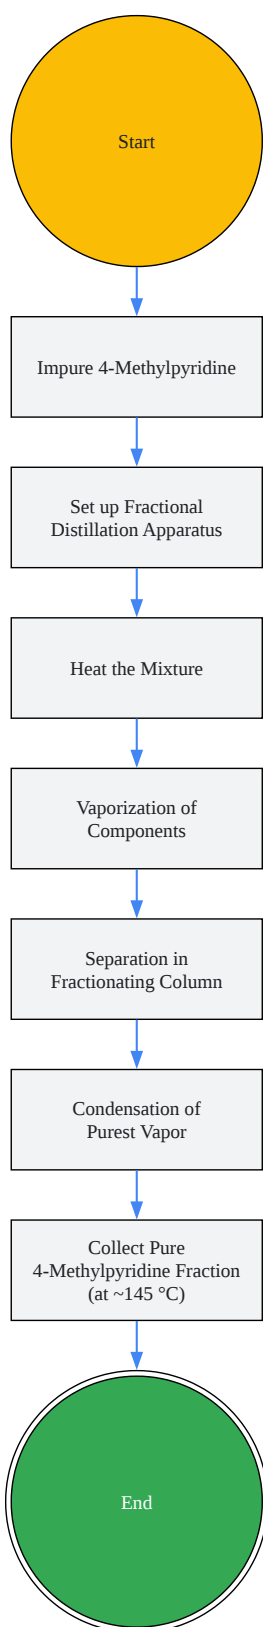 Start
Impure 4-Methylpyridine
Set up Fractional
Distillation Apparatus
Heat the Mixture
Vaporization of
Components
Separation in
Fractionating Column
Condensation of
Purest Vapor
Collect Pure
4-Methylpyridine Fraction
(at ~145 °C)
End